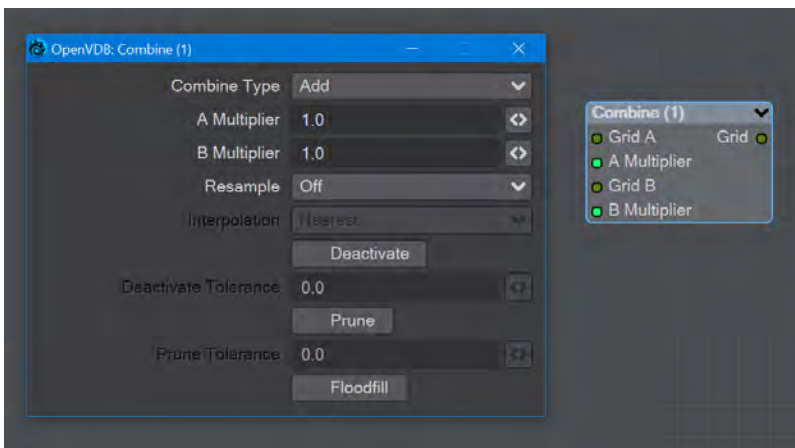 OpenVDB: Combine (1)
Combine Type Add
A Multiplier 1.0
B Multiplier 1.0
Resample Off
Interpolation Nearest
Deactivate
Deactivate Tolerance 0.0
Prune
Prune Tolerance 0.0
Floodfill
Combine (1)
Grid A Grid
A Multiplier
Grid B
B Multiplier